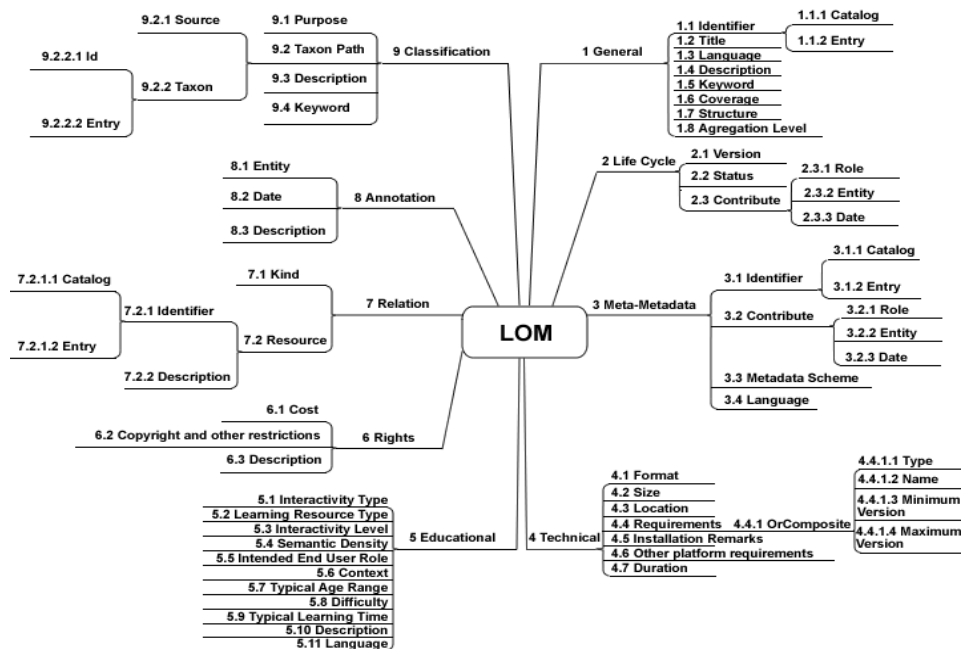 LOM
1 General
1.1 Identifier
1.1.1 Catalog
1.1.2 Entry
1.2 Title
1.3 Language
1.4 Description
1.5 Keyword
1.6 Coverage
1.7 Structure
1.8 Agregation Level
2 Life Cycle
2.1 Version
2.2 Status
2.3 Contribute
2.3.1 Role
2.3.2 Entity
2.3.3 Date
3 Meta-Metadata
3.1 Identifier
3.1.1 Catalog
3.1.2 Entry
3.2 Contribute
3.2.1 Role
3.2.2 Entity
3.2.3 Date
3.3 Metadata Scheme
3.4 Language
4 Technical
4.1 Format
4.2 Size
4.3 Location
4.4 Requirements
4.4.1 OrComposite
4.4.1.1 Type
4.4.1.2 Name
4.4.1.3 Minimum
Version
4.4.1.4 Maximum
Version
4.5 Installation Remarks
4.6 Other platform requirements
4.7 Duration
5 Educational
5.1 Interactivity Type
5.2 Learning Resource Type
5.3 Interactivity Level
5.4 Semantic Density
5.5 Intended End User Role
5.6 Context
5.7 Typical Age Range
5.8 Difficulty
5.9 Typical Learning Time
5.10 Description
5.11 Language
6 Rights
6.1 Cost
6.2 Copyright and other restrictions
6.3 Description
7 Relation
7.1 Kind
7.2 Resource
7.2.1 Identifier
7.2.1.1 Catalog
7.2.1.2 Entry
7.2.2 Description
8 Annotation
8.1 Entity
8.2 Date
8.3 Description
9 Classification
9.1 Purpose
9.2 Taxon Path
9.2.1 Source
9.2.2 Taxon
9.2.2.1 Id
9.2.2.2 Entry
9.3 Description
9.4 Keyword